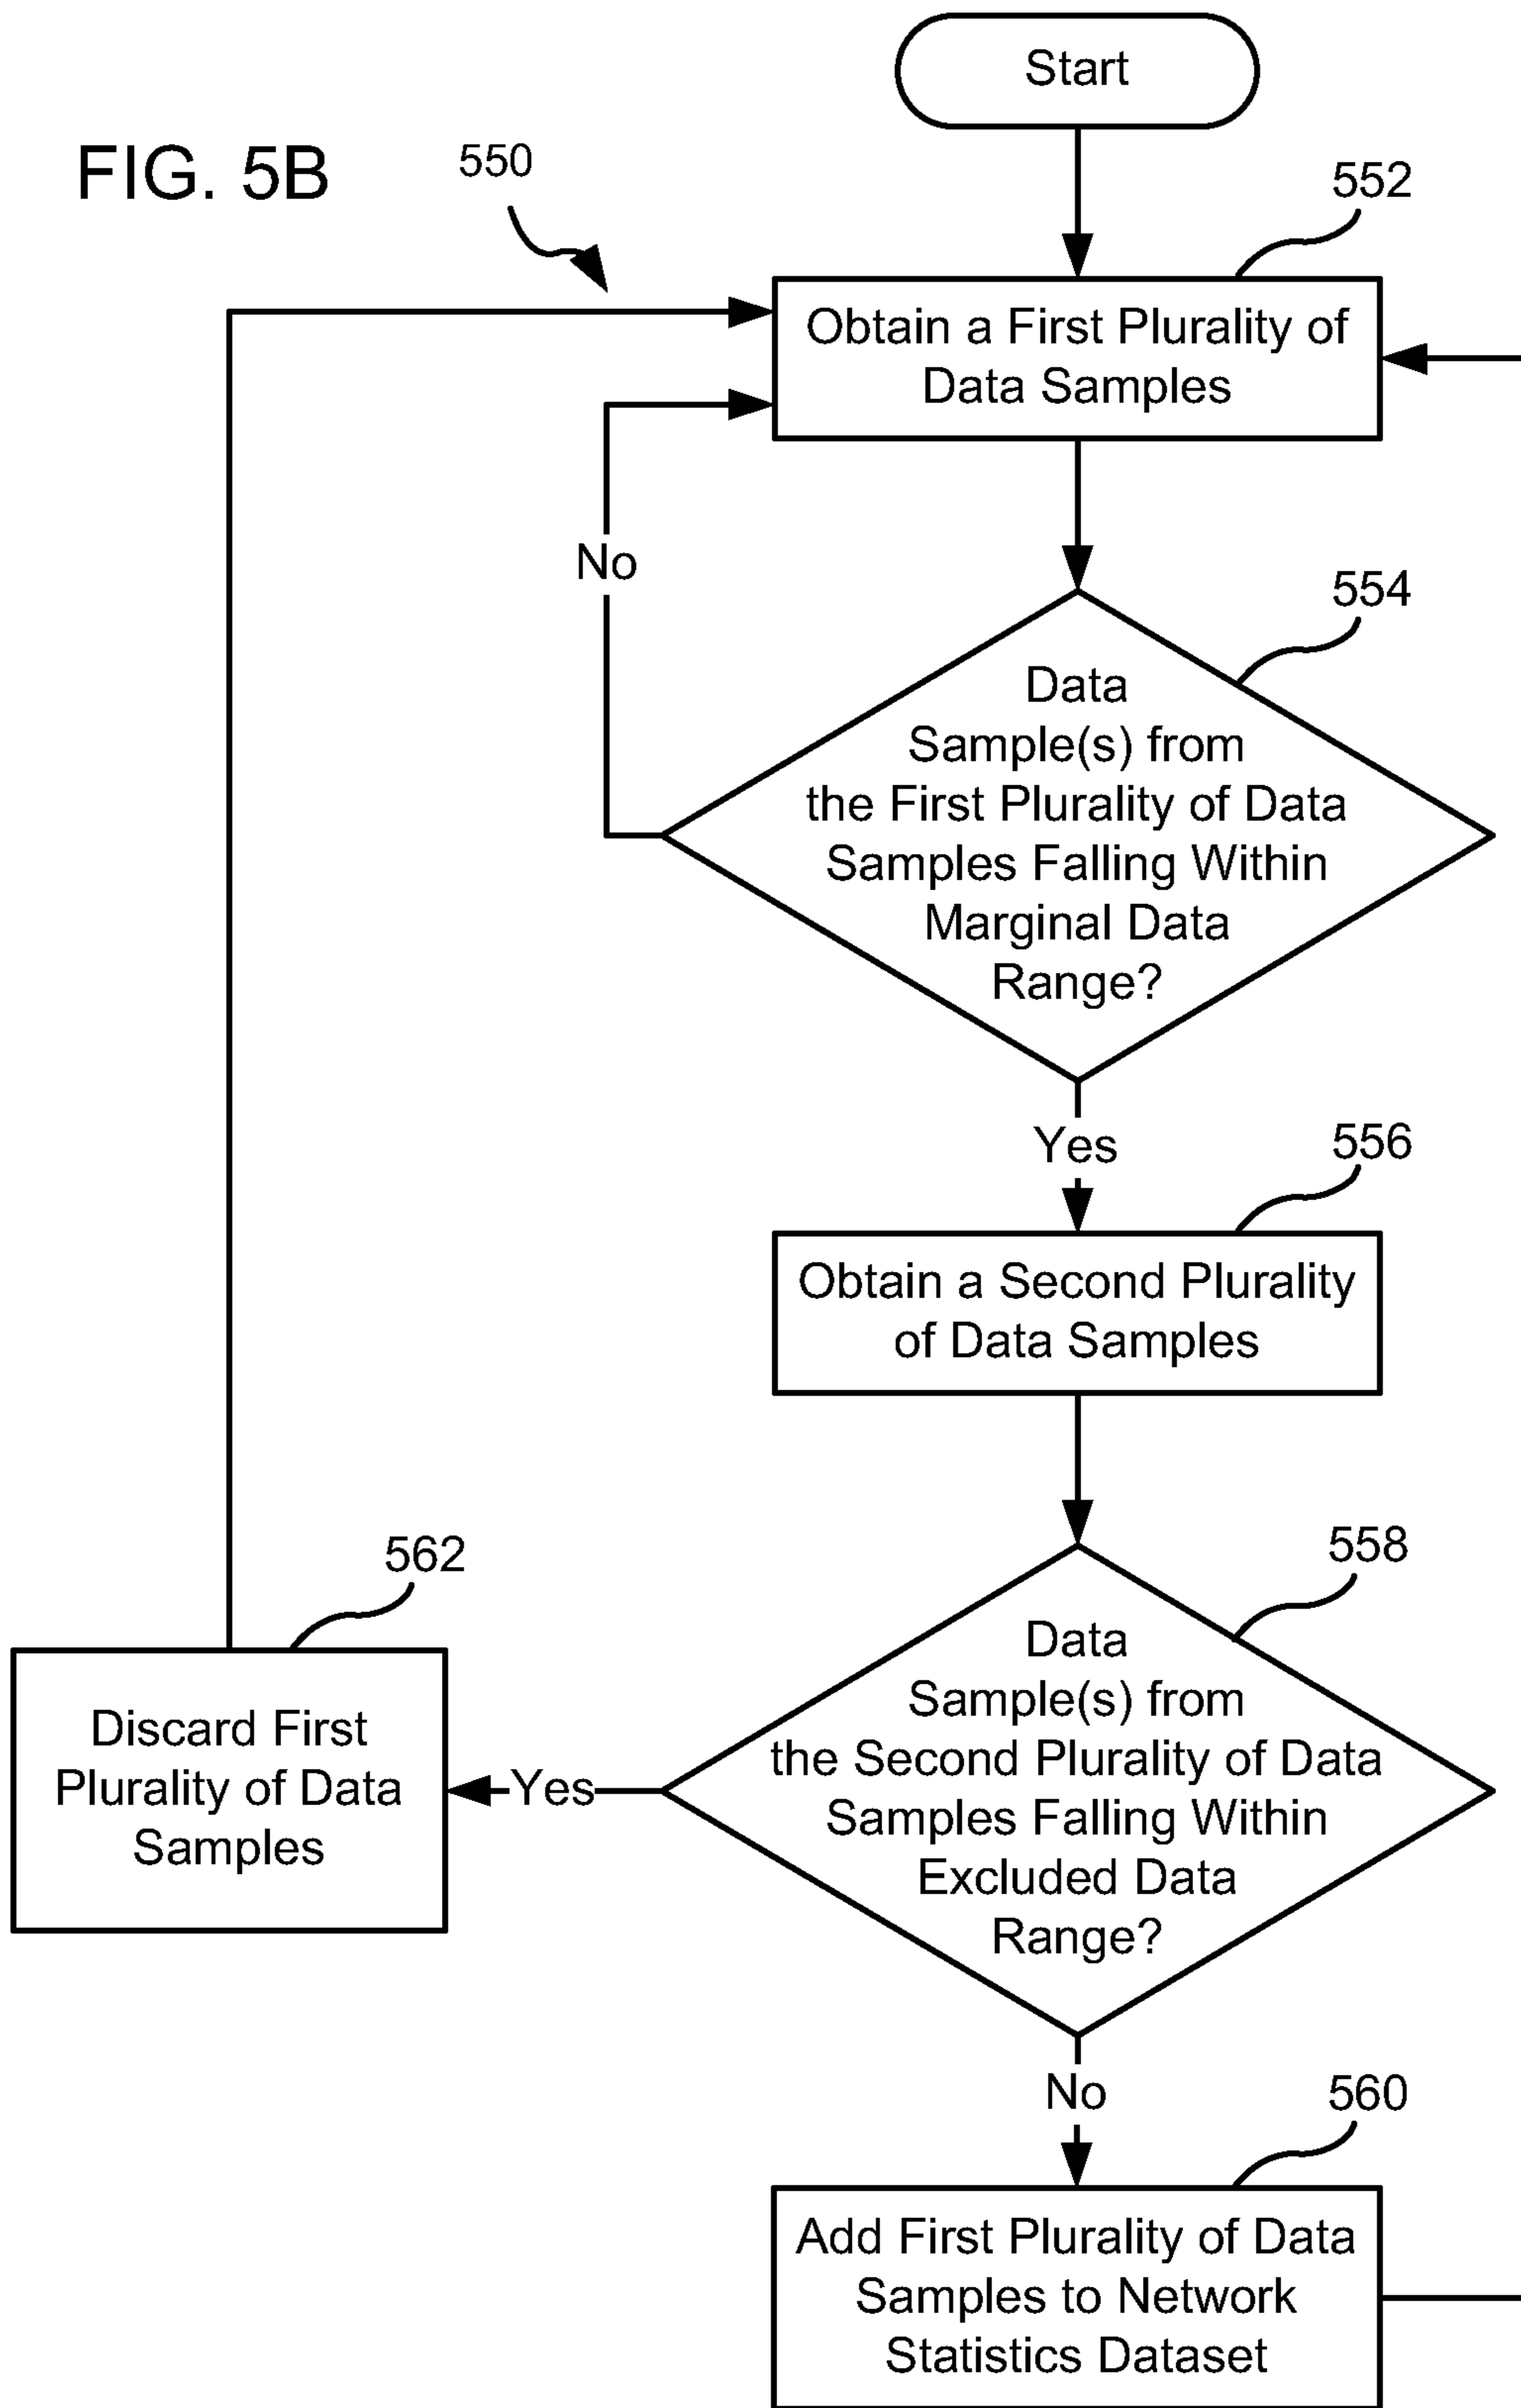 Start
FIG. 5B
550
552
Obtain a First Plurality of
Data Samples
No
554
Data
Sample(s) from
the First Plurality of Data
Samples Falling Within
Marginal Data
Range?
Yes
556
Obtain a Second Plurality
of Data Samples
562
558
Data
Sample(s) from
the Second Plurality of Data
Samples Falling Within
Excluded Data
Range?
Yes
Discard First
Plurality of Data
Samples
No
560
Add First Plurality of Data
Samples to Network
Statistics Dataset